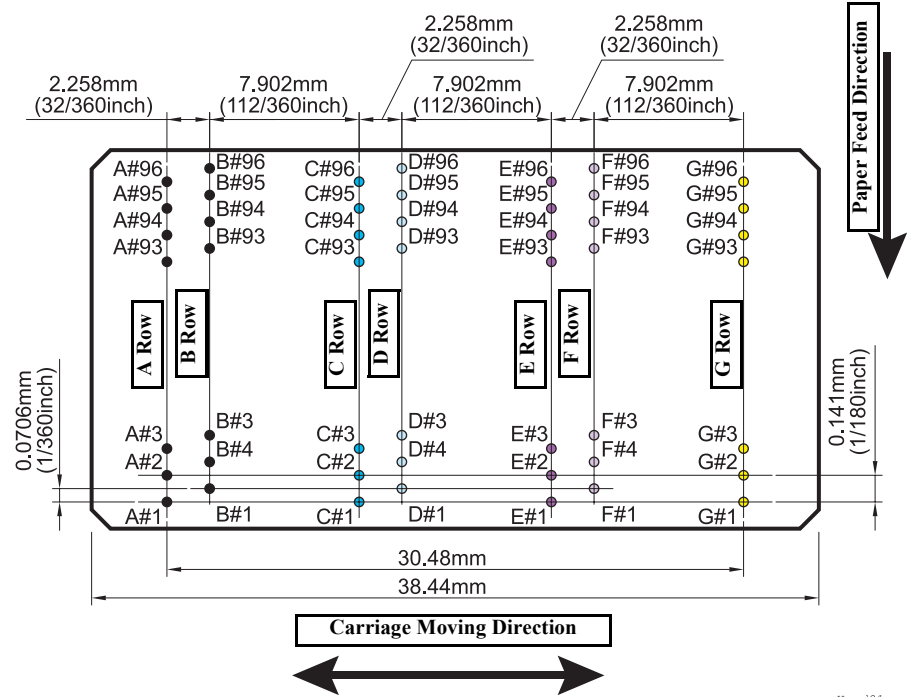 2.258mm
(32/360inch)
2.258mm
(32/360inch)
2.258mm
(32/360inch)
7.902mm
(112/360inch)
7.902mm
(112/360inch)
7.902mm
(112/360inch)
Paper Feed Direction
A#96
B#96
C#96
D#96
E#96
F#96
G#96
A#95
B#95
C#95
D#95
E#95
F#95
G#95
A#94
B#94
C#94
D#94
E#94
F#94
G#94
A#93
B#93
C#93
D#93
E#93
F#93
G#93
A Row
B Row
C Row
D Row
E Row
F Row
G Row
0.0706mm
(1/360inch)
0.141mm
(1/180inch)
A#3
B#3
C#3
D#3
E#3
F#3
G#3
A#2
B#4
C#2
D#4
E#2
F#4
G#2
A#1
B#1
C#1
D#1
E#1
F#1
G#1
30.48mm
38.44mm
Carriage Moving Direction